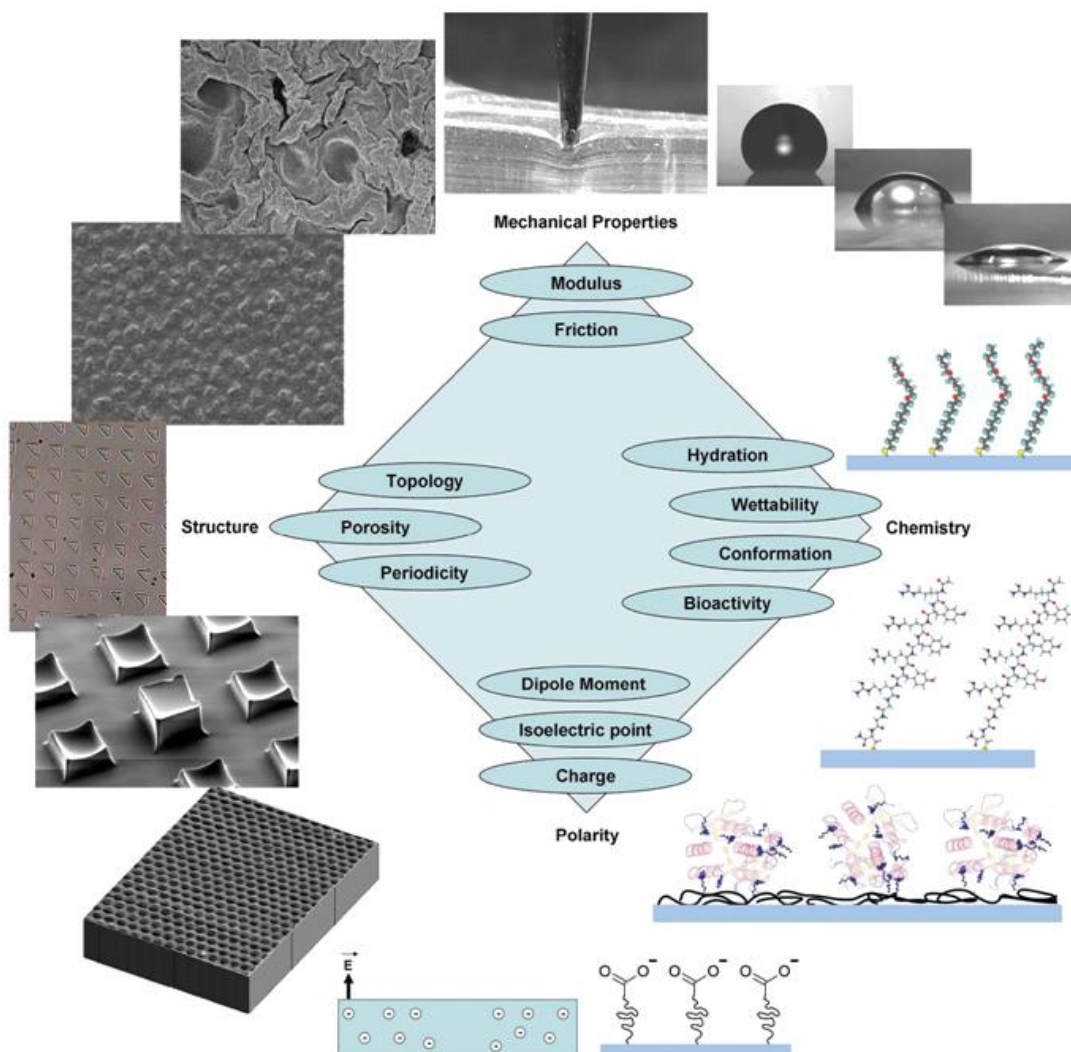 Mechanical Properties
Modulus
Friction
Hydration
Topology
Wettability
Structure
Porosity
Chemistry
Conformation
Periodicity
Bioactivity
Dipole Moment
Isoelectric point
Charge
Polarity
E
O O−
O O−
O O−